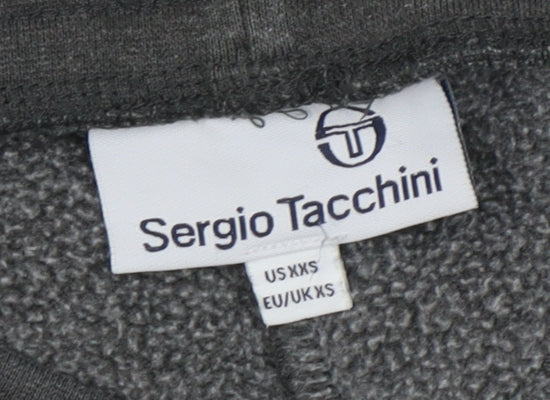 Sergio Tacchini
US XXS
EU/UK XS